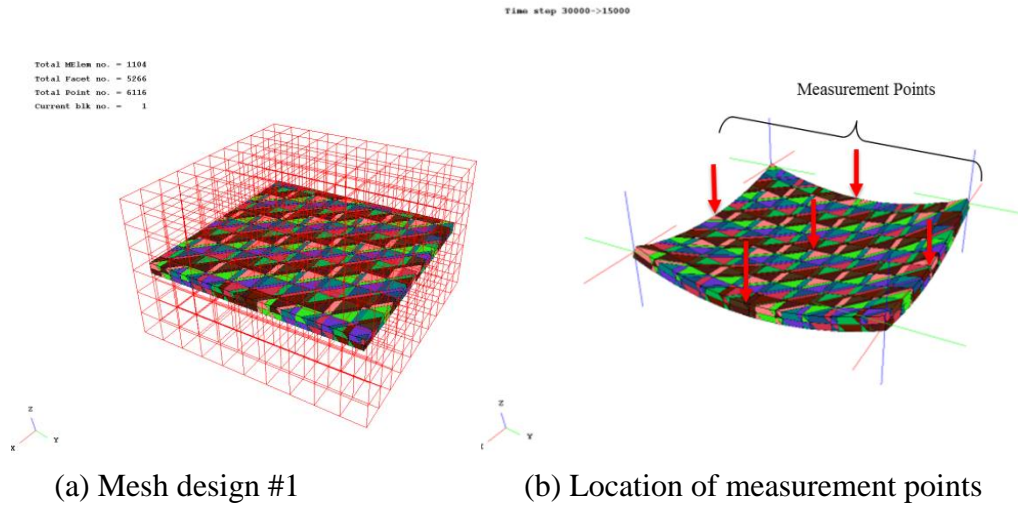 Time step 30000->15000
Total MElem no. = 1104
Total Facet no. = 5266
Total Point no. = 6116
Current blk no. = 1
Measurement Points
Z
X
Y
Z
X
Y
(a) Mesh design #1
(b) Location of measurement points